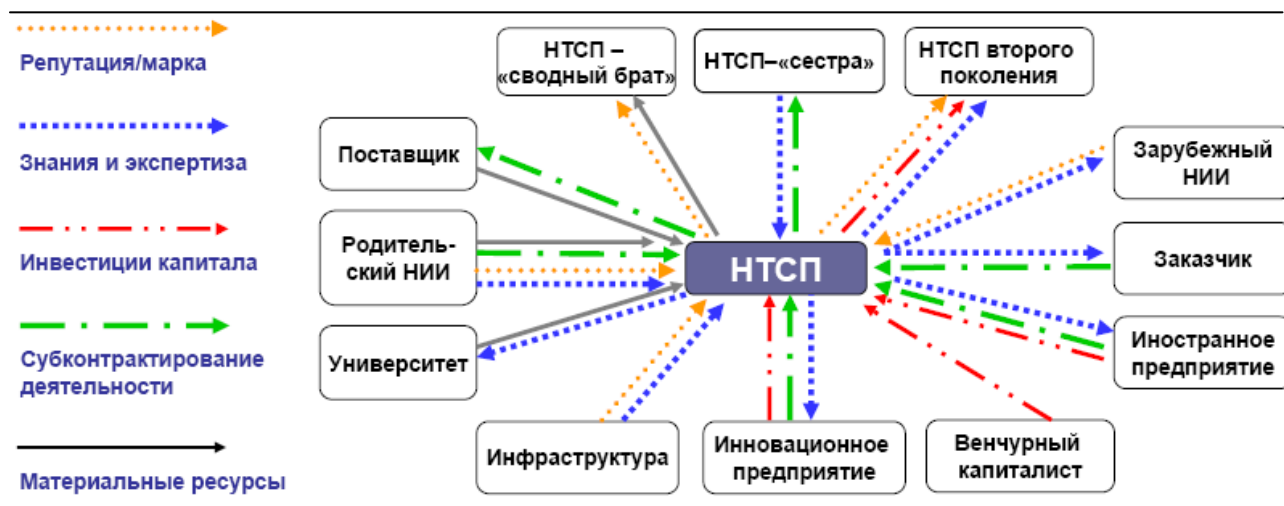 Репутация/марка
Знания и экспертиза
Инвестиции капитала
Субконтрактирование
деятельности
Материальные ресурсы
НТСП –
«сводный брат»
НТСП–«сестра»
НТСП второго
поколения
Поставщик
Родитель-
ский НИИ
Университет
НТСП
Зарубежный
НИИ
Заказчик
Иностранное
предприятие
Инфраструктура
Инновационное
предприятие
Венчурный
капиталист